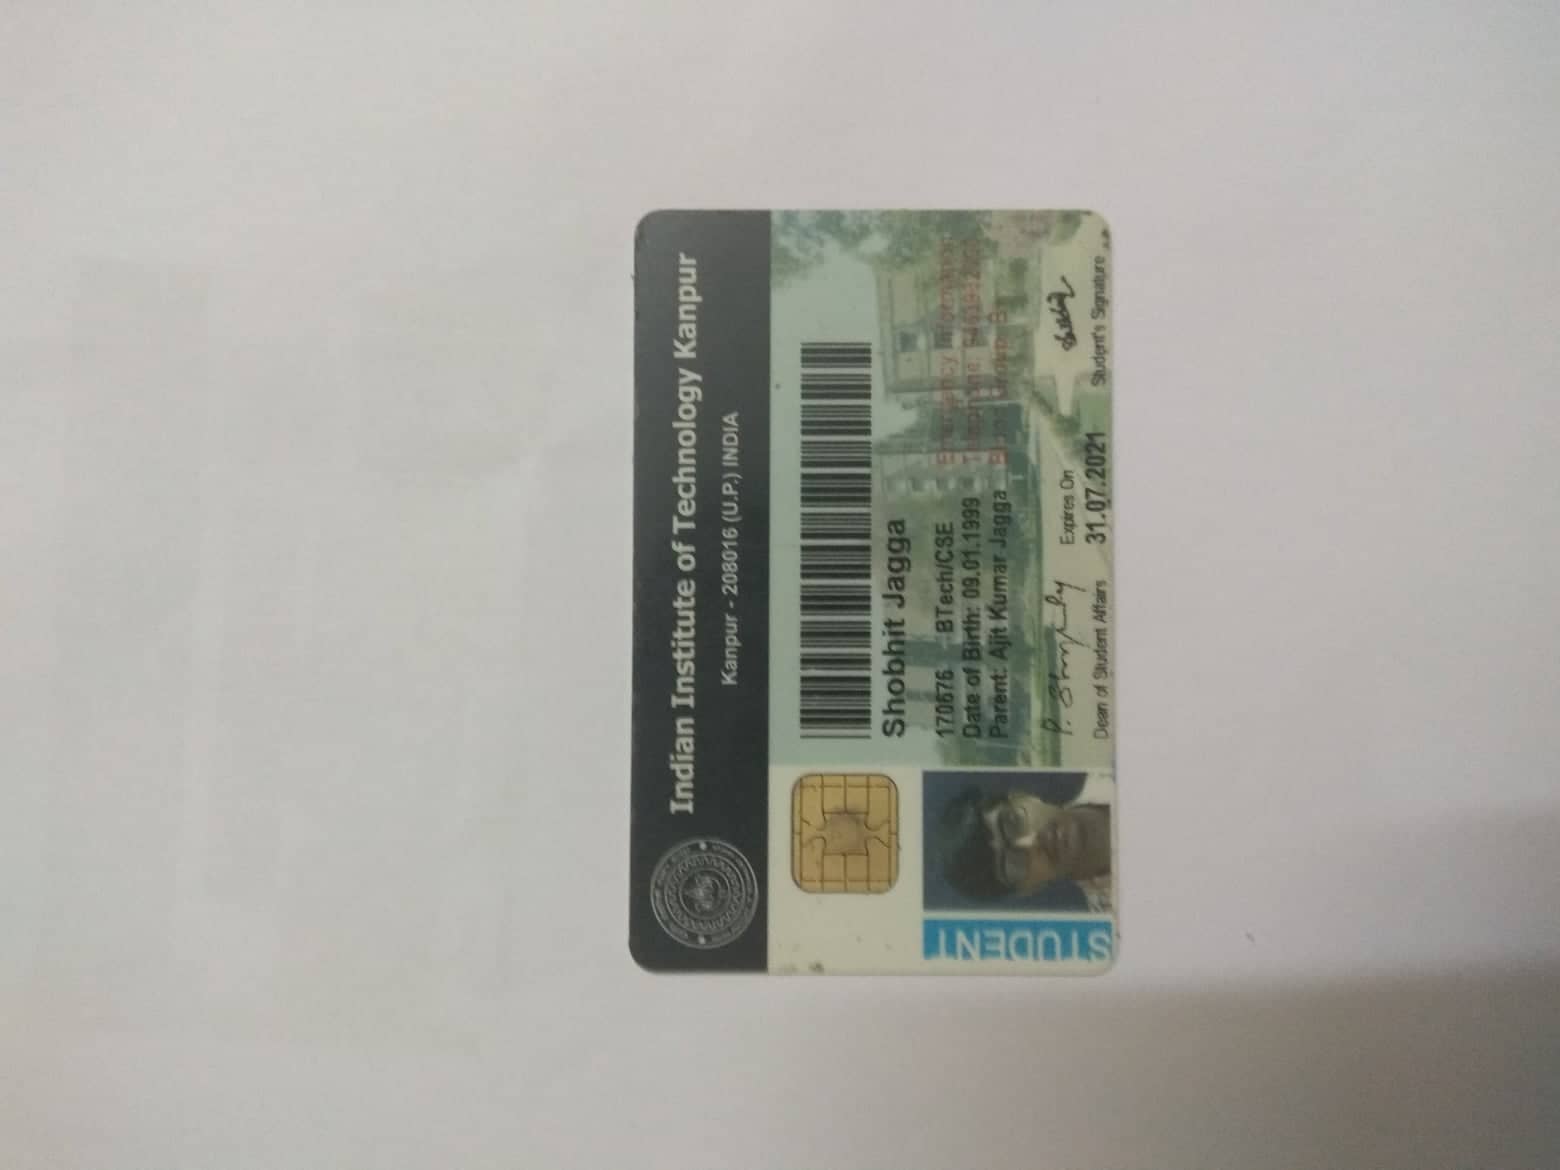 Indian Institute of Technology Kanpur
Kanpur - 208016 (U.P.) INDIA
Shobhit Jagga
170676 BTech/CSE
Date of Birth: 09.01.1999
Parent: Ajit Kumar Jagga
Emergency Information
Telephone:
Blood Group: B+
Expires On
31.07.2021
Dean of Student Affairs
Student's Signature
STUDENT